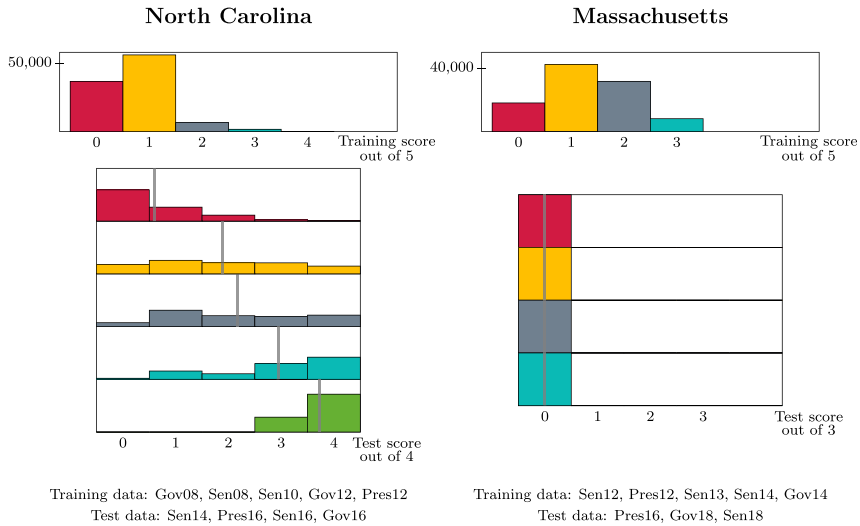 North Carolina
Massachusetts
50,000
0 1 2 3 4 Training score
out of 5
40,000
0 1 2 3 Training score
out of 5
0 1 2 3 4 Test score
out of 4
0 1 2 3 Test score
out of 3
Training data: Gov08, Sen08, Sen10, Gov12, Pres12
Test data: Sen14, Pres16, Sen16, Gov16
Training data: Sen12, Pres12, Sen13, Sen14, Gov14
Test data: Pres16, Gov18, Sen18